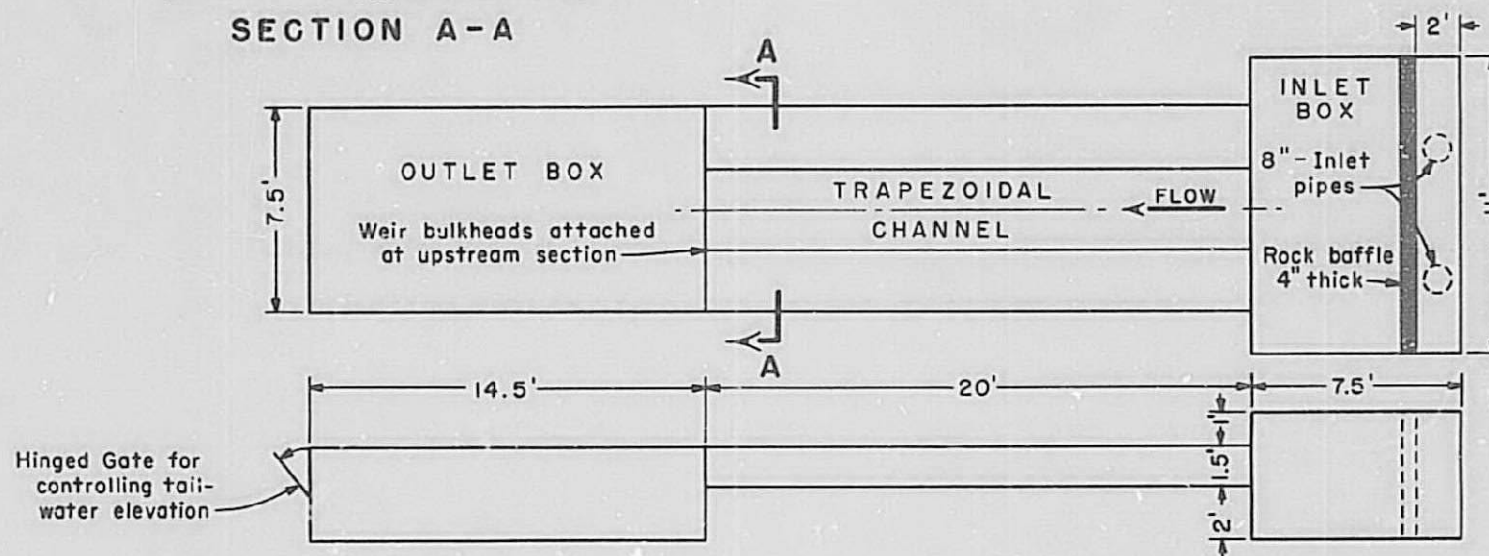 SECTION A-A
2'
A
INLET
BOX
OUTLET BOX
8"-Inlet
pipes
7.5'
TRAPEZOIDAL
FLOW
CHANNEL
Weir bulkheads attached
at upstream section
Rock baffle
4" thick
A
14.5'
20'
7.5'
1'
Hinged Gate for
controlling tail-
water elevation
1.5'
2'